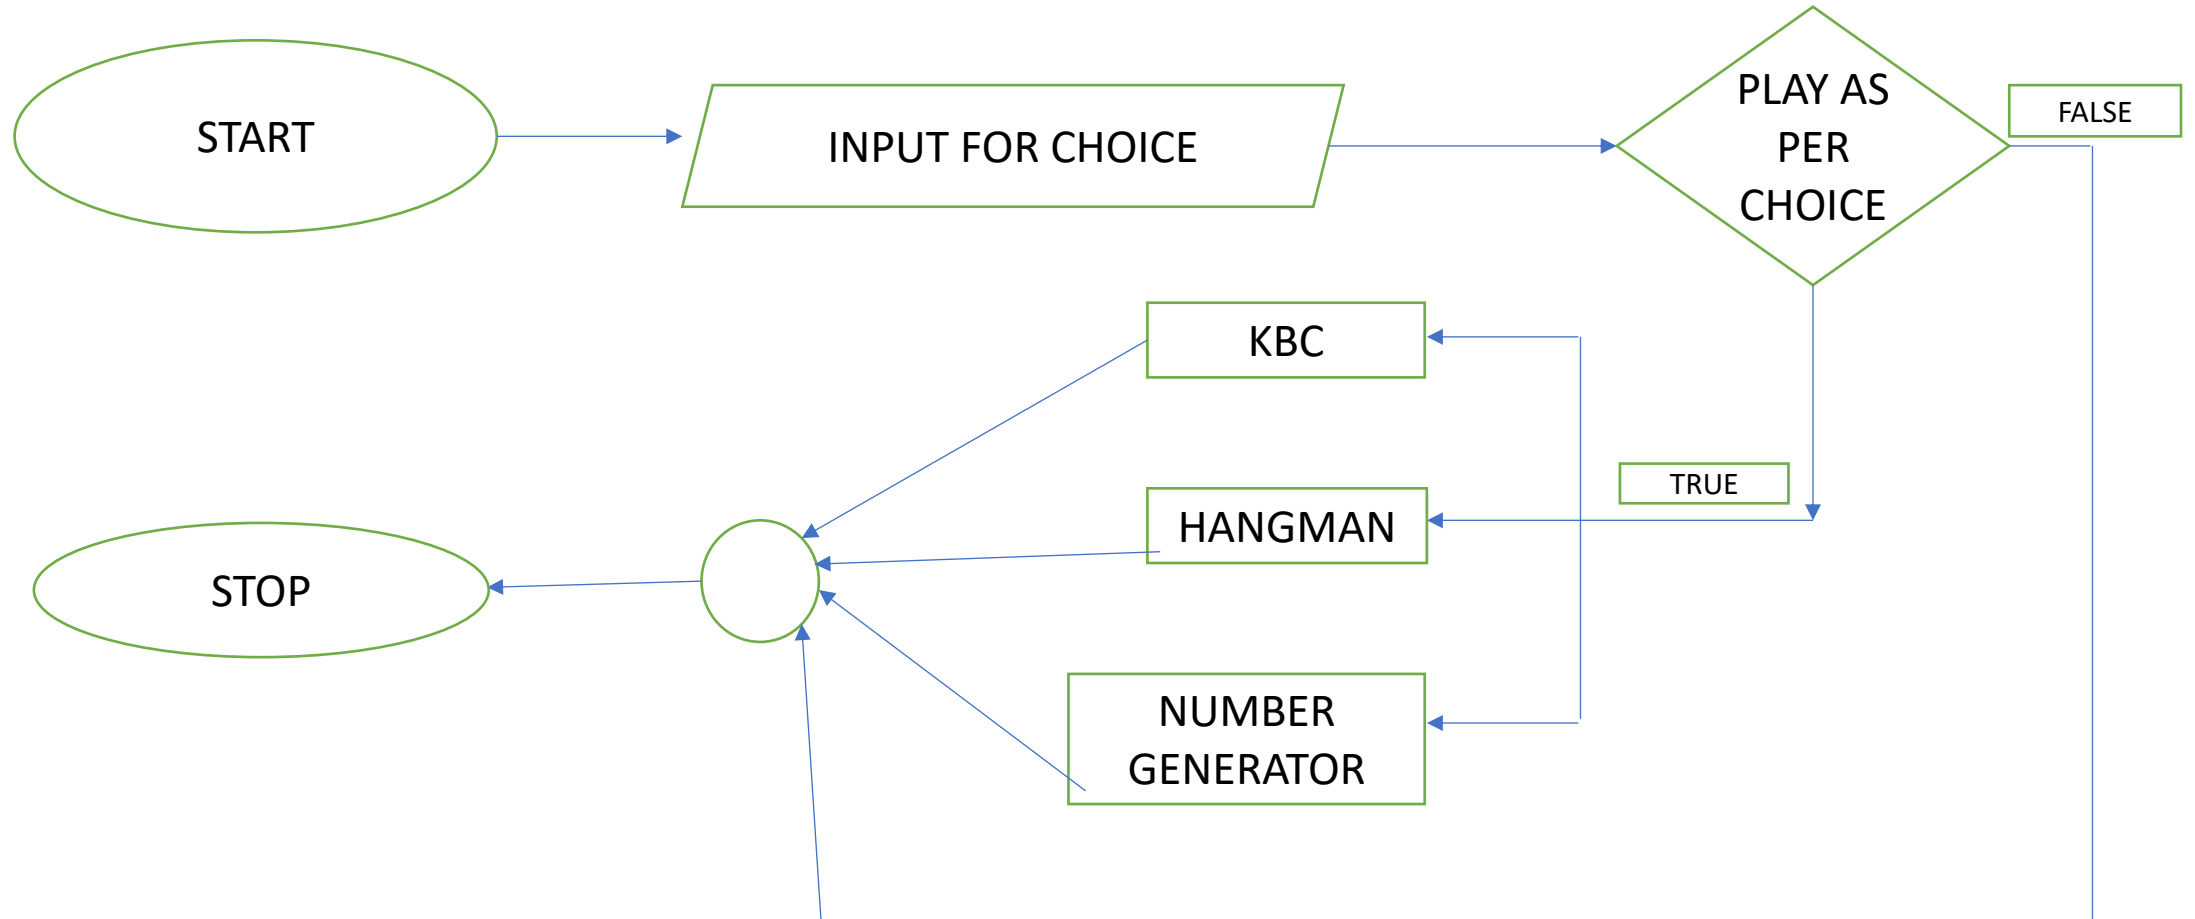 START
INPUT FOR CHOICE
PLAY AS
PER
CHOICE
FALSE
KBC
TRUE
HANGMAN
STOP
NUMBER
GENERATOR